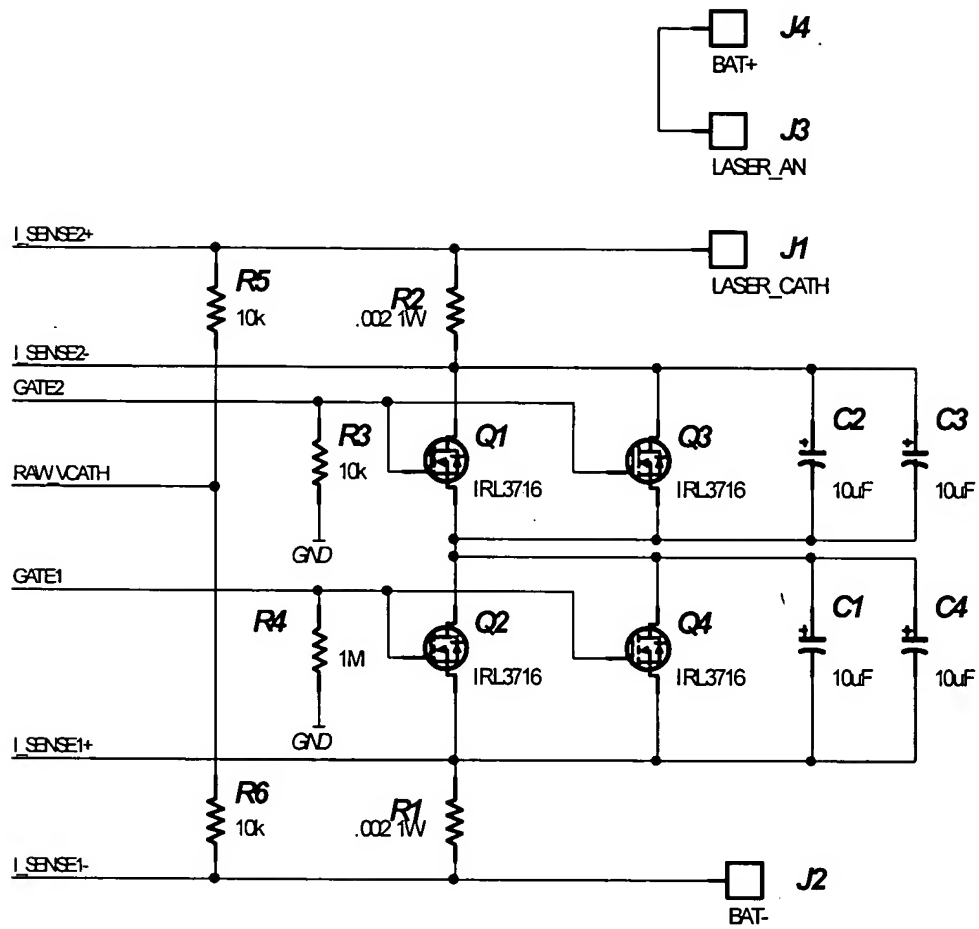 J4
BAT+
J3
LASER_AN
I_SENSE2+
J1
LASER_CATH
R5
10k
R2
.002 1W
I_SENSE2-
GATE2
R3
10k
Q1
IRL3716
Q3
IRL3716
C2
10uF
C3
10uF
RAW_VCATH
GND
GATE1
R4
1M
Q2
IRL3716
Q4
IRL3716
C1
10uF
C4
10uF
GND
I_SENSE1+
R6
10k
R1
.002 1W
I_SENSE1-
J2
BAT-